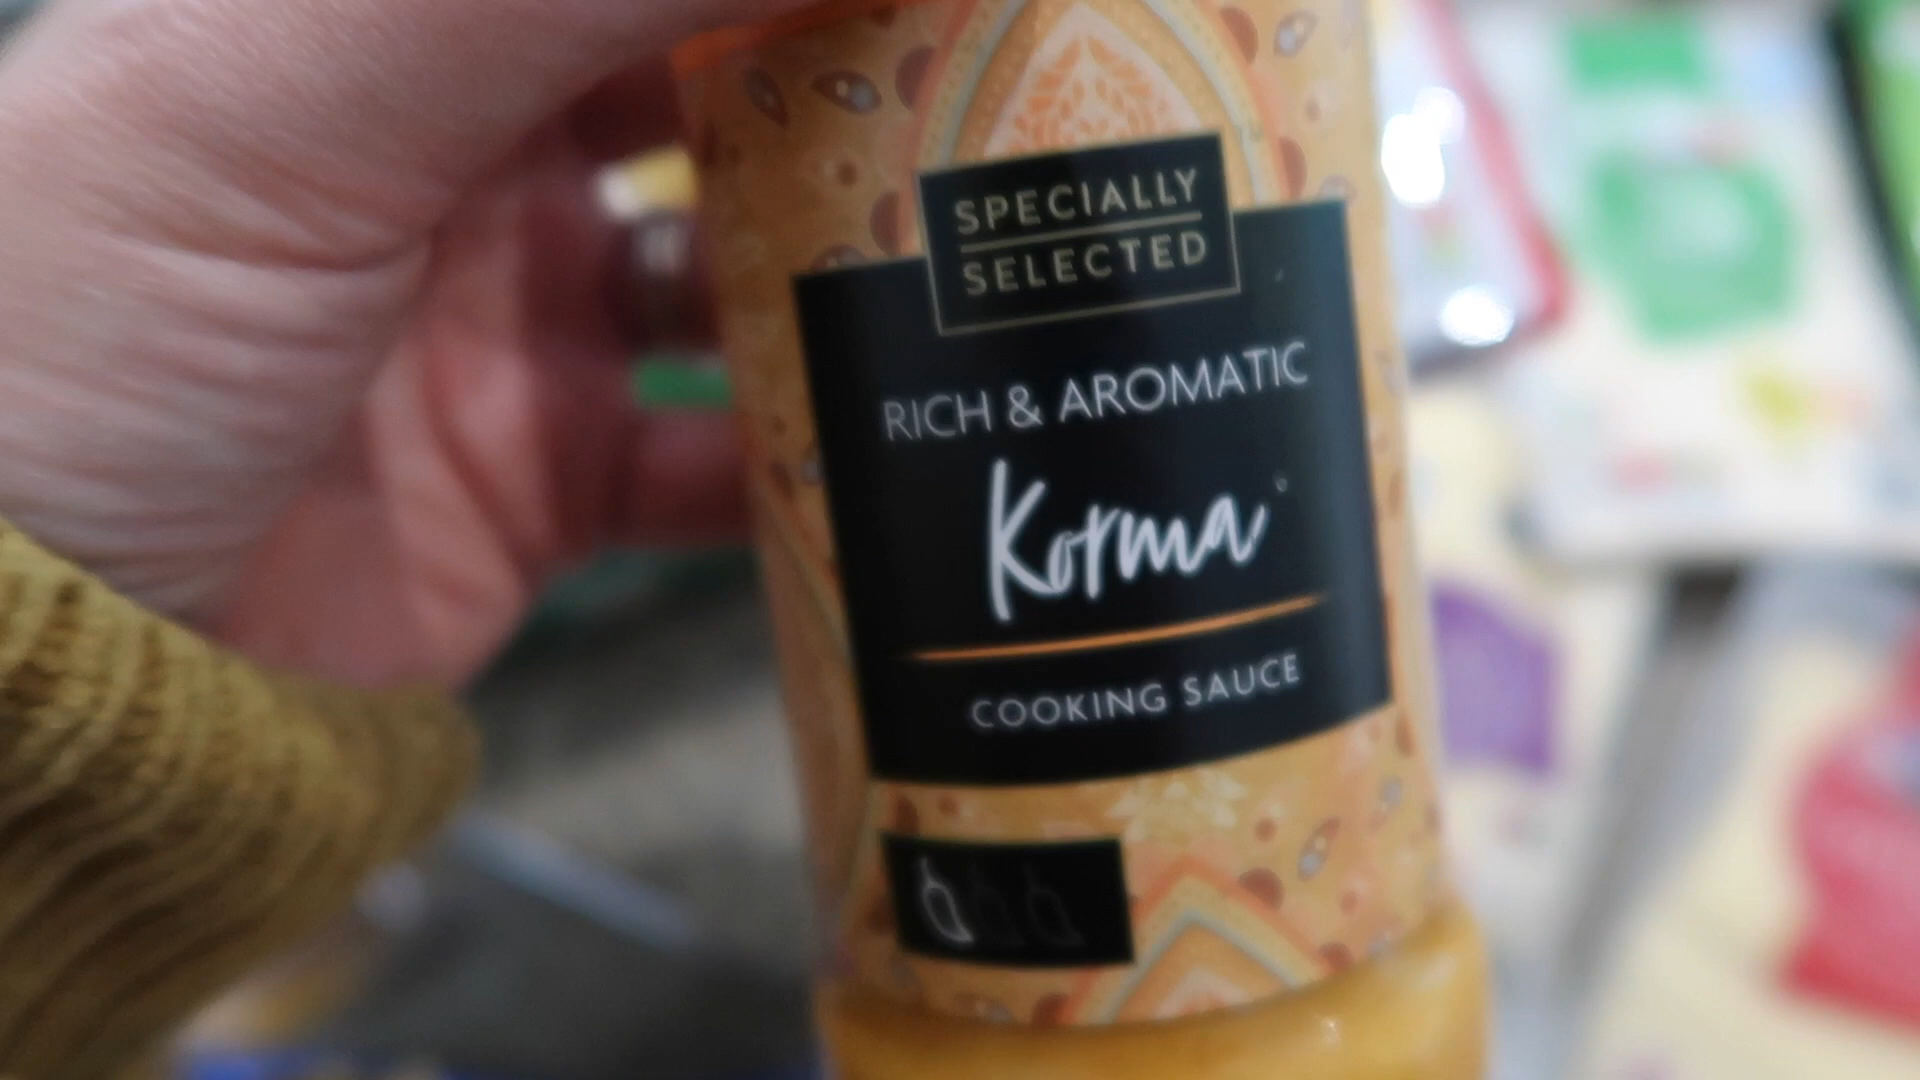 SPECIALLY
SELECTED
RICH & AROMATIC
Korma
COOKING SAUCE